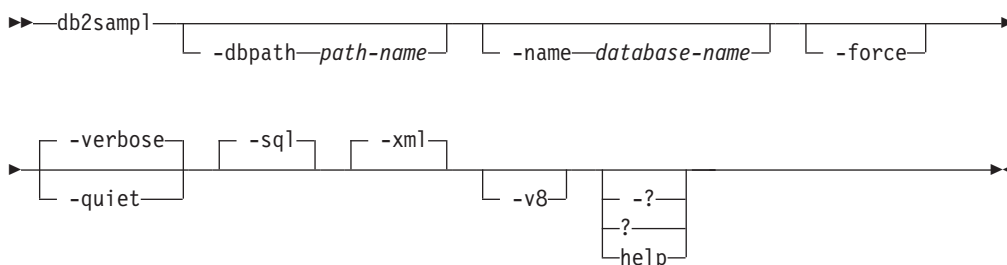 db2sampl
-dbpath path-name
-name database-name
-force
-verbose
-quiet
-sql
-xml
-v8
-?
?
help